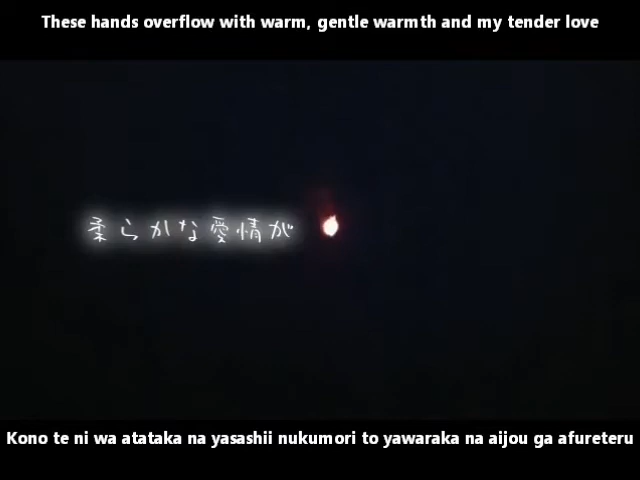 These hands overflow with warm, gentle warmth and my tender love
柔らかな愛情が
Kono te ni wa atataka na yasashii nukumori to yawaraka na aijou ga afureteru